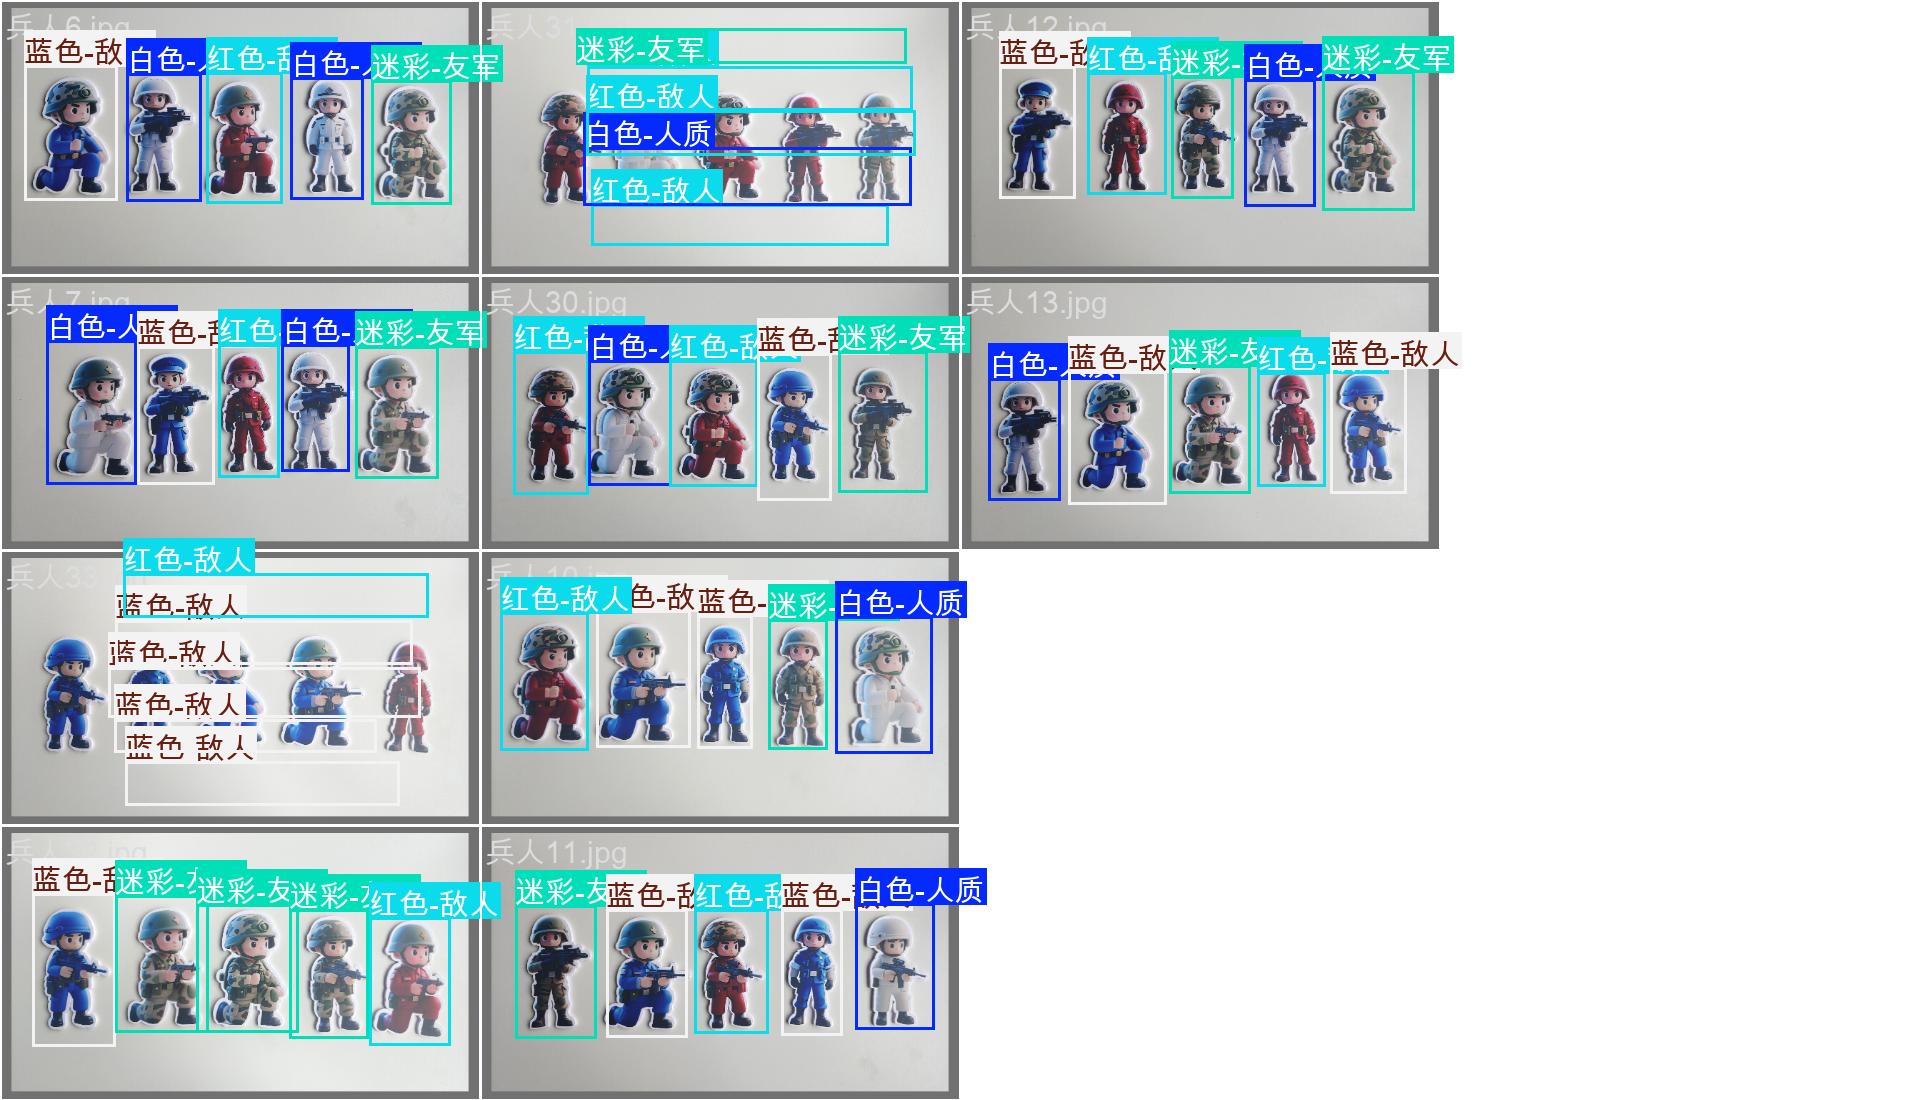 兵人6.jpg
蓝色-敌
白色-
红色-敌
白色-
迷彩-友军
兵人31
迷彩-友军
红色-敌人
白色-人质
红色-敌人
兵人12.jpg
蓝色-敌
红色-敌
迷彩-
白色-人质
迷彩-友军
兵人7.jpg
白色-人
蓝色-敌
红色-
白色-
迷彩-友军
兵人30.jpg
红色-敌
白色-
红色-敌人
蓝色-敌
迷彩-友军
兵人13.jpg
白色-人质
蓝色-敌
迷彩-友
红色-
蓝色-敌人
兵人33
红色-敌人
蓝色-敌人
蓝色-敌人
蓝色-敌人
蓝色-敌人
兵人10.jpg
红色-敌人
色-敌
蓝色-
迷彩-
白色-人质
兵人
蓝色-敌
迷彩-友
迷彩-友
迷彩-友
红色-敌人
兵人11.jpg
迷彩-友
蓝色-敌
红色-敌
蓝色-敌
白色-人质